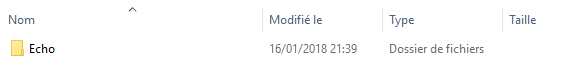 Nom Modifié le Type Taille
Echo 16/01/2018 21:39 Dossier de fichiers